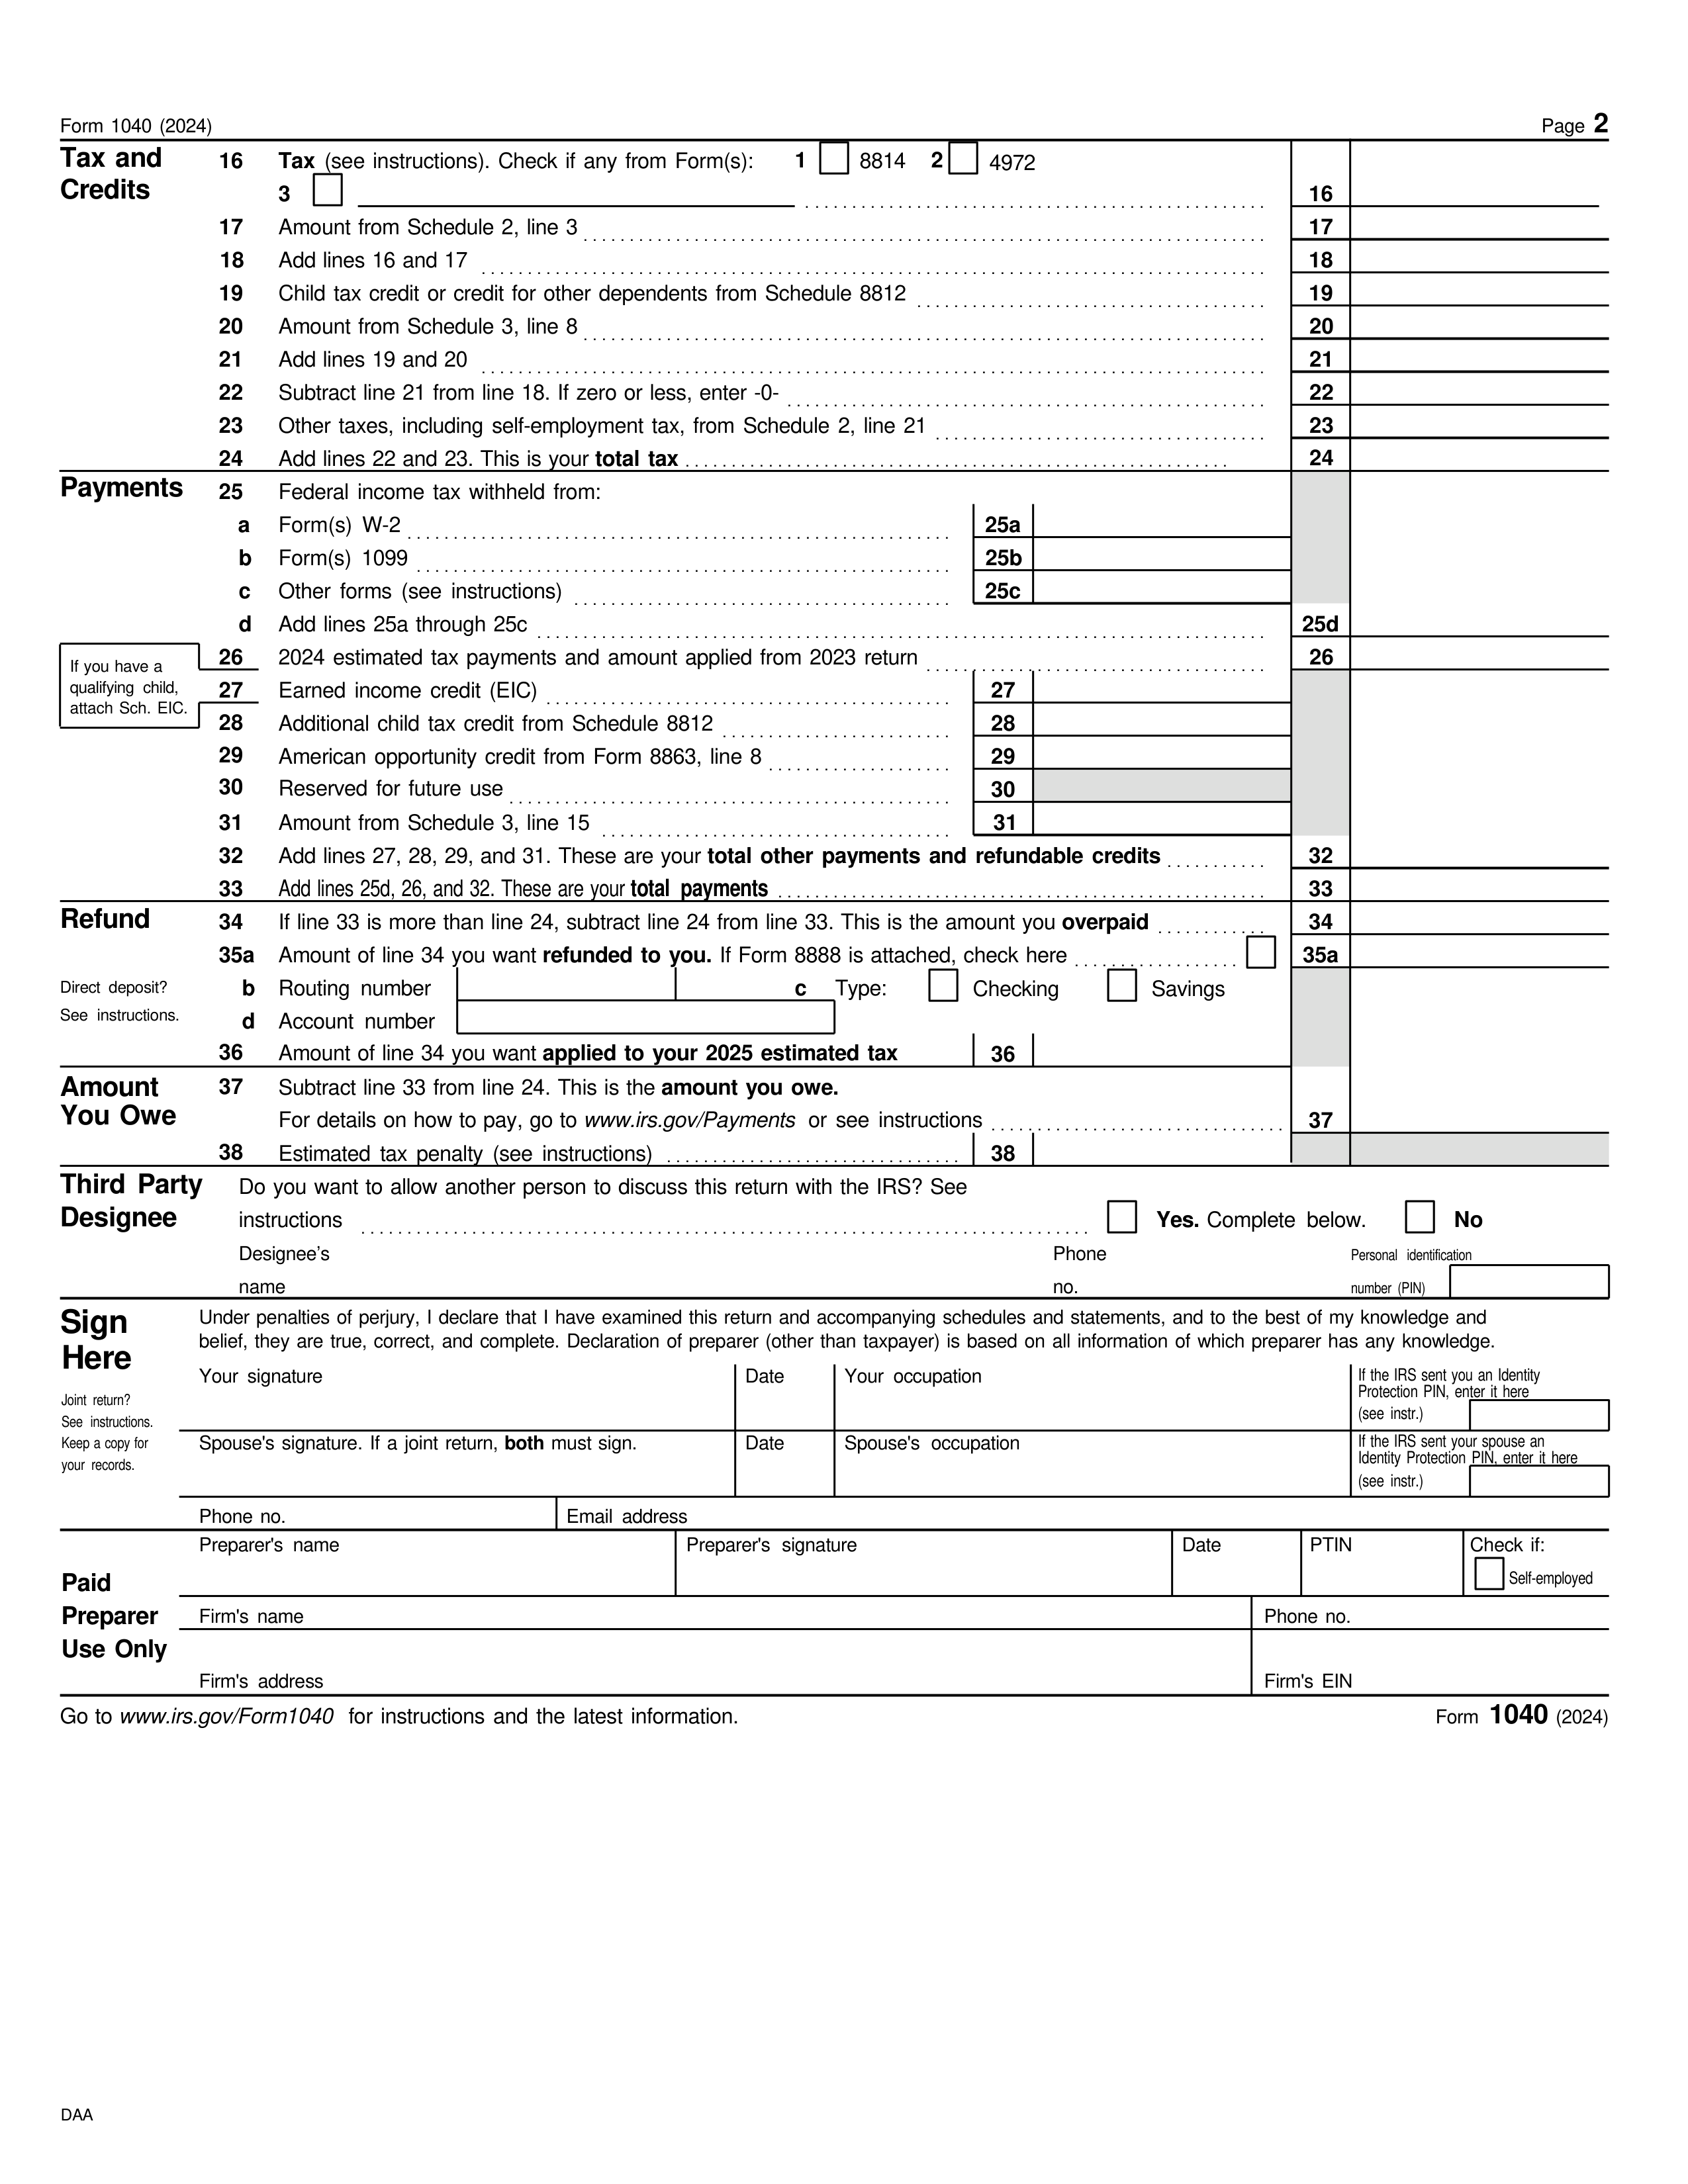 Form 1040 (2024) Page 2
Tax and Credits
16 Tax (see instructions). Check if any from Form(s): 1 8814 2 4972
3 16
17 Amount from Schedule 2, line 3 17
18 Add lines 16 and 17 18
19 Child tax credit or credit for other dependents from Schedule 8812 19
20 Amount from Schedule 3, line 8 20
21 Add lines 19 and 20 21
22 Subtract line 21 from line 18. If zero or less, enter -0- 22
23 Other taxes, including self-employment tax, from Schedule 2, line 21 23
24 Add lines 22 and 23. This is your total tax 24
Payments 25 Federal income tax withheld from:
a Form(s) W-2 25a
b Form(s) 1099 25b
c Other forms (see instructions) 25c
d Add lines 25a through 25c 25d
If you have a
qualifying child,
attach Sch. EIC.
26 2024 estimated tax payments and amount applied from 2023 return 26
27 Earned income credit (EIC) 27
28 Additional child tax credit from Schedule 8812 28
29 American opportunity credit from Form 8863, line 8 29
30 Reserved for future use 30
31 Amount from Schedule 3, line 15 31
32 Add lines 27, 28, 29, and 31. These are your total other payments and refundable credits 32
33 Add lines 25d, 26, and 32. These are your total payments 33
Refund 34 If line 33 is more than line 24, subtract line 24 from line 33. This is the amount you overpaid 34
35a Amount of line 34 you want refunded to you. If Form 8888 is attached, check here 35a
Direct deposit?
See instructions.
b Routing number c Type: Checking Savings
d Account number
36 Amount of line 34 you want applied to your 2025 estimated tax 36
Amount
You Owe
37 Subtract line 33 from line 24. This is the amount you owe.
For details on how to pay, go to www.irs.gov/Payments or see instructions 37
38 Estimated tax penalty (see instructions) 38
Third Party
Designee
Do you want to allow another person to discuss this return with the IRS? See
instructions Yes. Complete below. No
Designee’s Phone Personal identification
name no. number (PIN)
Sign
Here
Under penalties of perjury, I declare that I have examined this return and accompanying schedules and statements, and to the best of my knowledge and
belief, they are true, correct, and complete. Declaration of preparer (other than taxpayer) is based on all information of which preparer has any knowledge.
Joint return?
See instructions.
Keep a copy for
your records.
Your signature Date Your occupation
If the IRS sent you an Identity
Protection PIN, enter it here
(see instr.)
Spouse's signature. If a joint return, both must sign. Date Spouse's occupation
If the IRS sent your spouse an
Identity Protection PIN, enter it here
(see instr.)
Phone no. Email address
Paid
Preparer
Use Only
Preparer's name Preparer's signature Date PTIN Check if:
Self-employed
Firm's name Phone no.
Firm's address Firm's EIN
Go to www.irs.gov/Form1040 for instructions and the latest information. Form 1040 (2024)
DAA